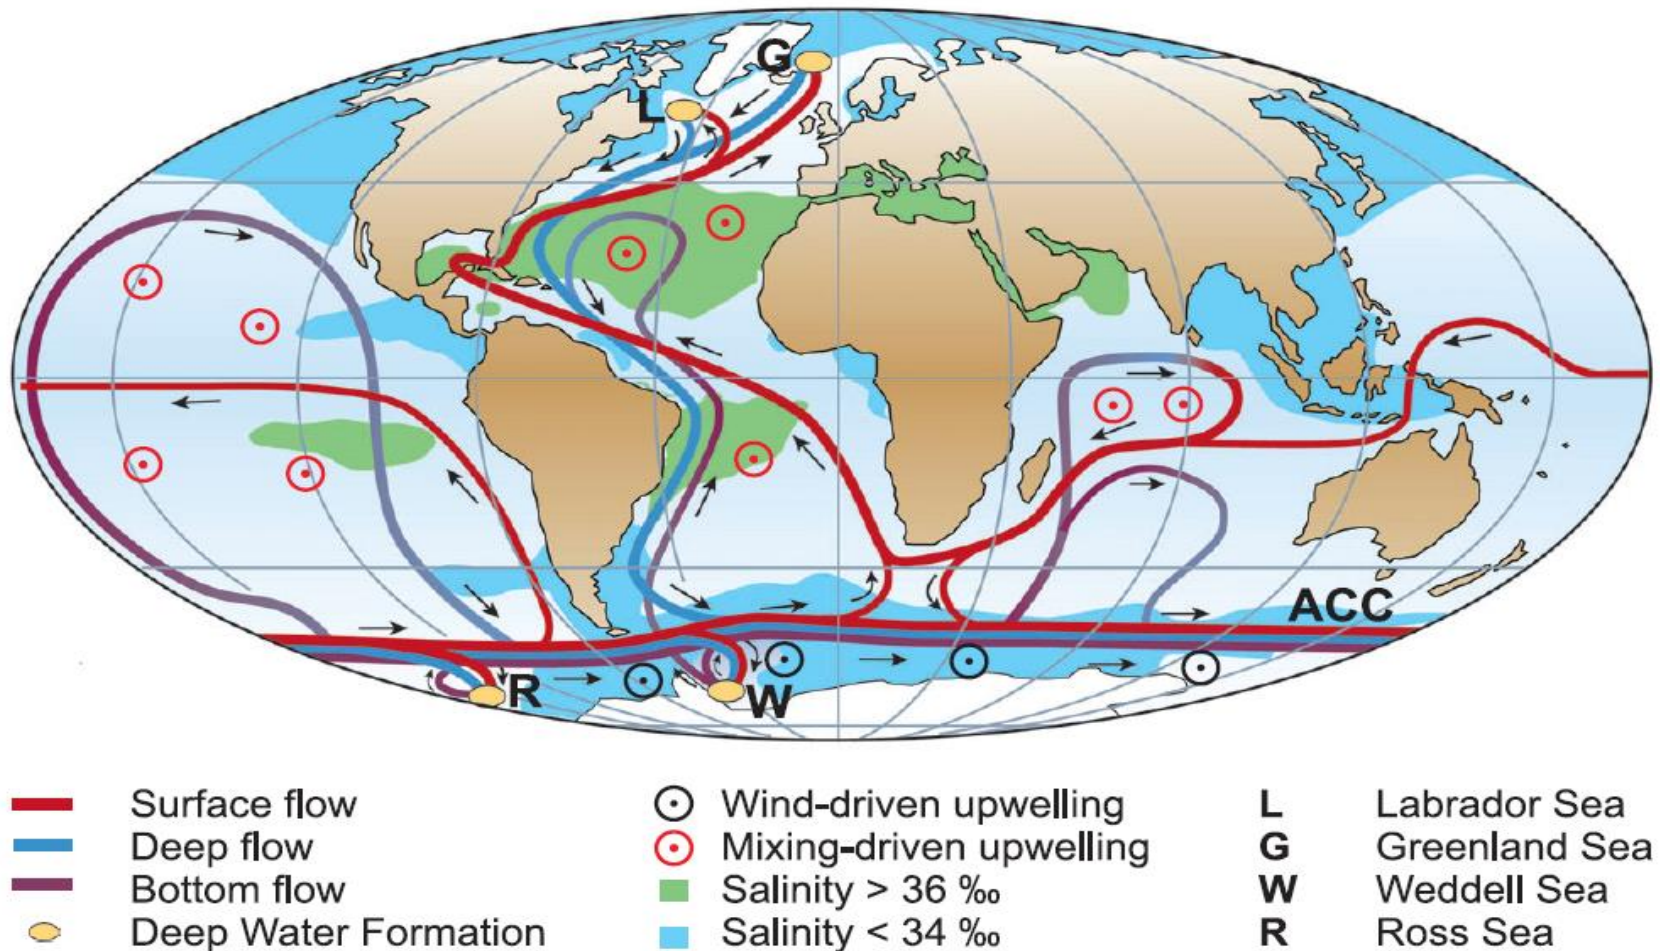 G
L
ACC
R
W
Surface flow
Deep flow
Bottom flow
Deep Water Formation
Wind-driven upwelling
Mixing-driven upwelling
Salinity > 36 ‰
Salinity < 34 ‰
L Labrador Sea
G Greenland Sea
W Weddell Sea
R Ross Sea